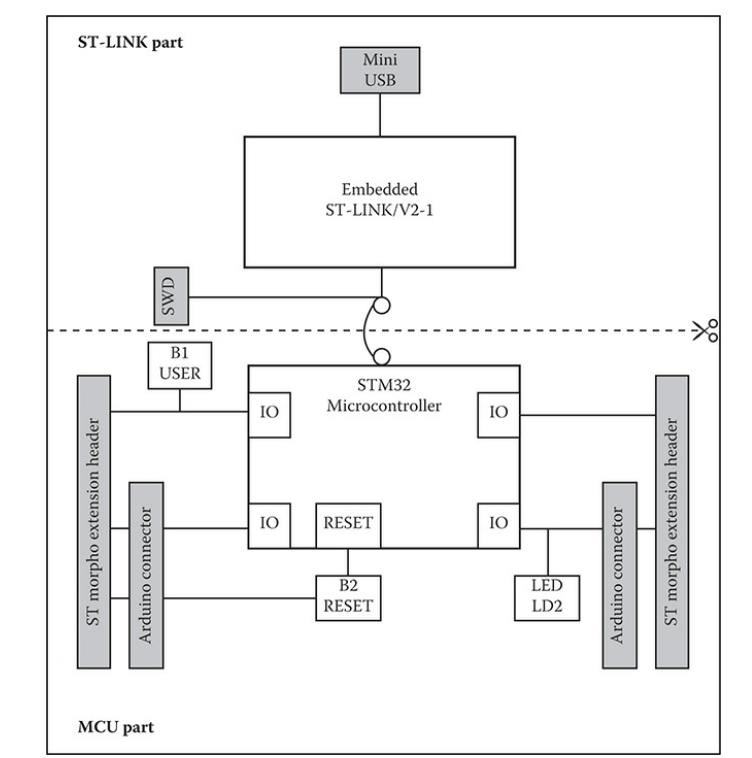 ST-LINK part
Mini
USB
Embedded
ST-LINK/V2-1
SWD
B1
USER
STM32
Microcontroller
IO
IO
ST morpho extension header
ST morpho extension header
Arduino connector
Arduino connector
IO
RESET
IO
B2
RESET
LED
LD2
MCU part